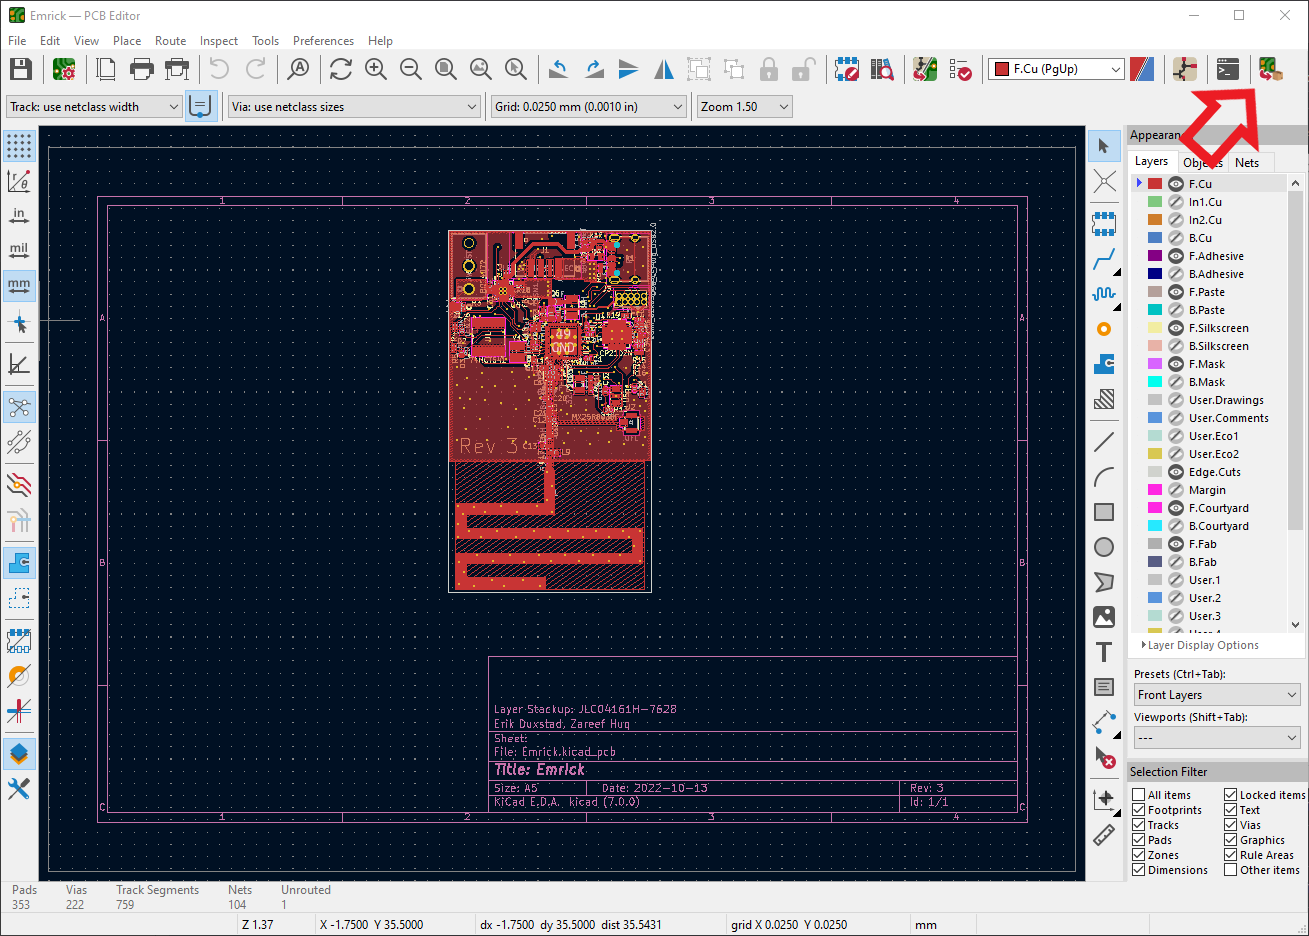 Emrick — PCB Editor
File Edit View Place Route Inspect Tools Preferences Help
F.Cu (PgUp)
Track: use netclass width
Via: use netclass sizes
Grid: 0.0250 mm (0.0010 in)
Zoom 1.50
in
mil
mm
1 2 3 4
A
B
C
A
B
C
1 2 3 4
49
GND
CP2102N
Rev 3
Layer Stackup: JLC04161H-7628
Erik Duxstad, Zareef Huq
Sheet:
File: Emrick.kicad_pcb
Title: Emrick
Size: A5 Date: 2022-10-13 Rev: 3
KiCad E.D.A. kicad (7.0.0) Id: 1/1
Layers Nets
F.Cu
In1.Cu
In2.Cu
B.Cu
F.Adhesive
B.Adhesive
F.Paste
B.Paste
F.Silkscreen
B.Silkscreen
F.Mask
B.Mask
User.Drawings
User.Comments
User.Eco1
User.Eco2
Edge.Cuts
Margin
F.Courtyard
B.Courtyard
F.Fab
B.Fab
User.1
User.2
User.3
Layer Display Options
Presets (Ctrl+Tab):
Front Layers
Viewports (Shift+Tab):
---
Selection Filter
All items Locked items
Footprints Text
Tracks Vias
Pads Graphics
Zones Rule Areas
Dimensions Other items
Pads Vias Track Segments Nets Unrouted
353 222 759 104 1
Z 1.37 X -1.7500 Y 35.5000 dx -1.7500 dy 35.5000 dist 35.5431 grid X 0.0250 Y 0.0250 mm